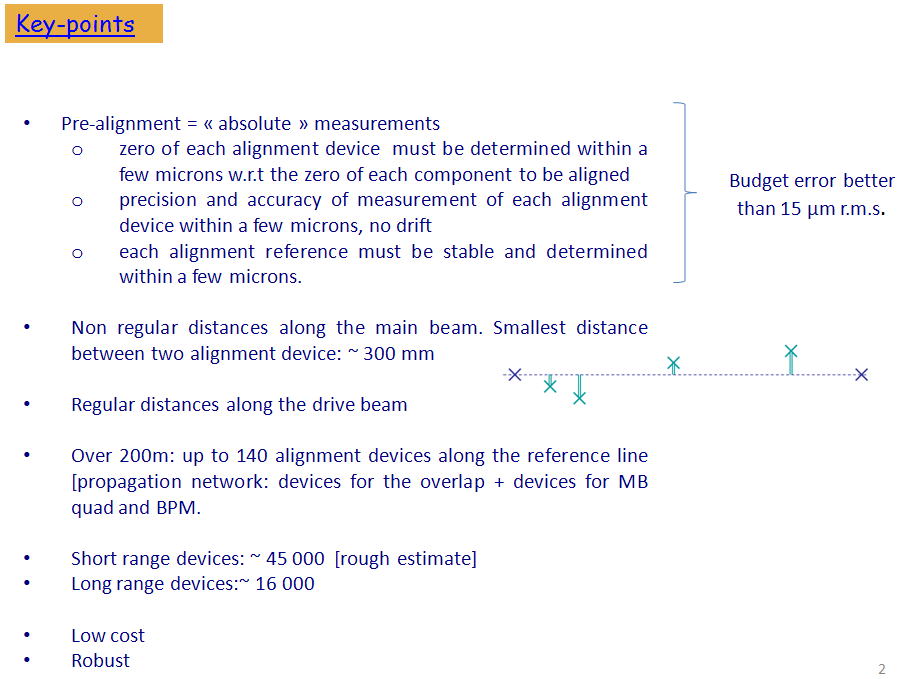 Key-points
• Pre-alignment = « absolute » measurements
o zero of each alignment device must be determined within a
few microns w.r.t the zero of each component to be aligned
o precision and accuracy of measurement of each alignment
device within a few microns, no drift
o each alignment reference must be stable and determined
within a few microns.
Budget error better
than 15 µm r.m.s.
• Non regular distances along the main beam. Smallest distance
between two alignment device: ~ 300 mm
• Regular distances along the drive beam
• Over 200m: up to 140 alignment devices along the reference line
[propagation network: devices for the overlap + devices for MB
quad and BPM.
• Short range devices: ~ 45 000 [rough estimate]
• Long range devices:~ 16 000
• Low cost
• Robust
2